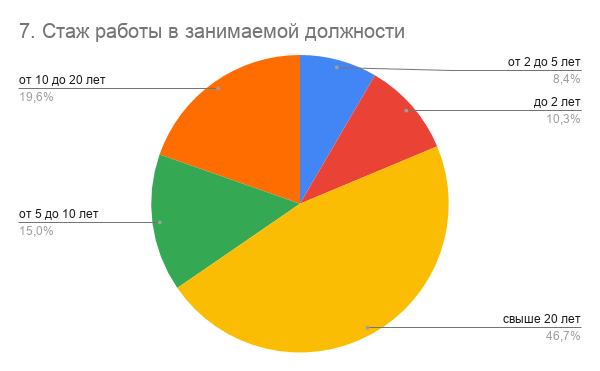 7. Стаж работы в занимаемой должности
от 2 до 5 лет
8,4%
от 10 до 20 лет
19,6%
до 2 лет
10,3%
от 5 до 10 лет
15,0%
свыше 20 лет
46,7%